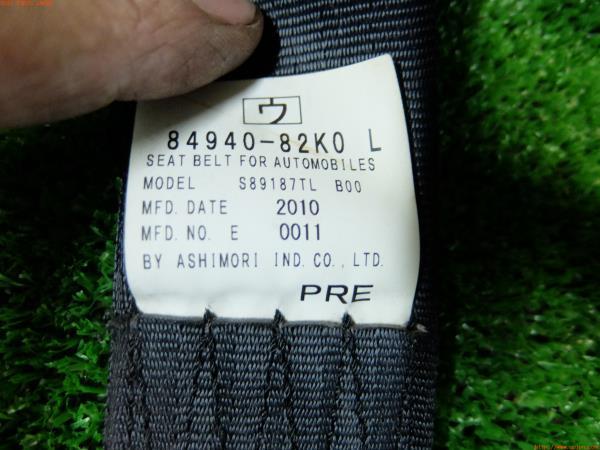 ウ
84940-82K0 L
SEAT BELT FOR AUTOMOBILES
MODEL S89187TL B00
MFD. DATE 2010
MFD. NO. E 0011
BY ASHIMORI IND. CO., LTD.
PRE